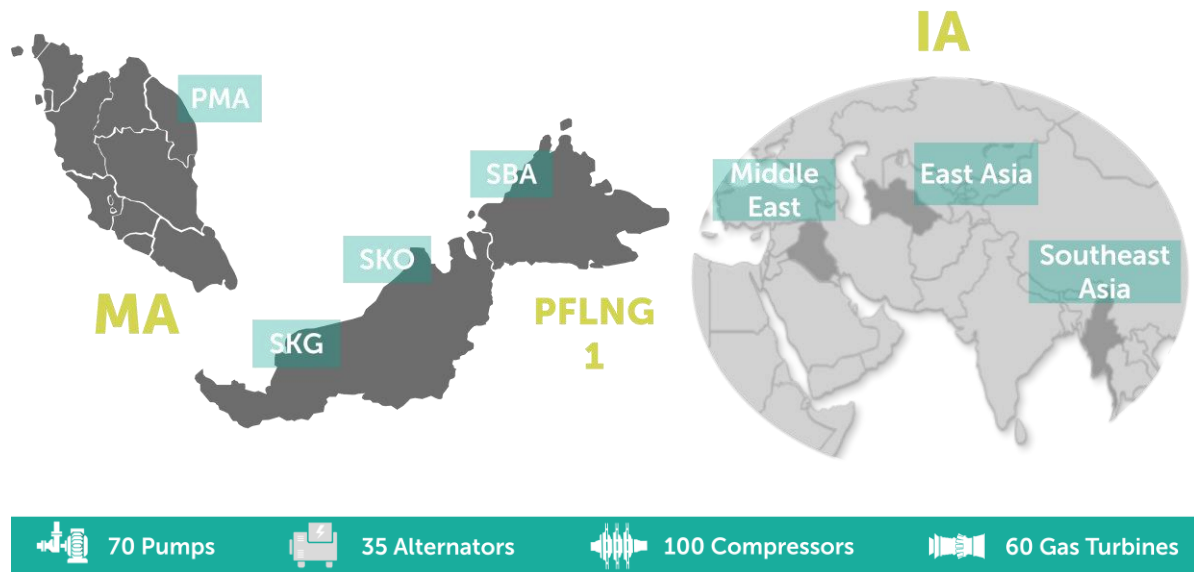 IA
PMA
SBA
Middle
East
East Asia
SKO
Southeast
Asia
MA
PFLNG
1
SKG
70 Pumps
35 Alternators
100 Compressors
60 Gas Turbines